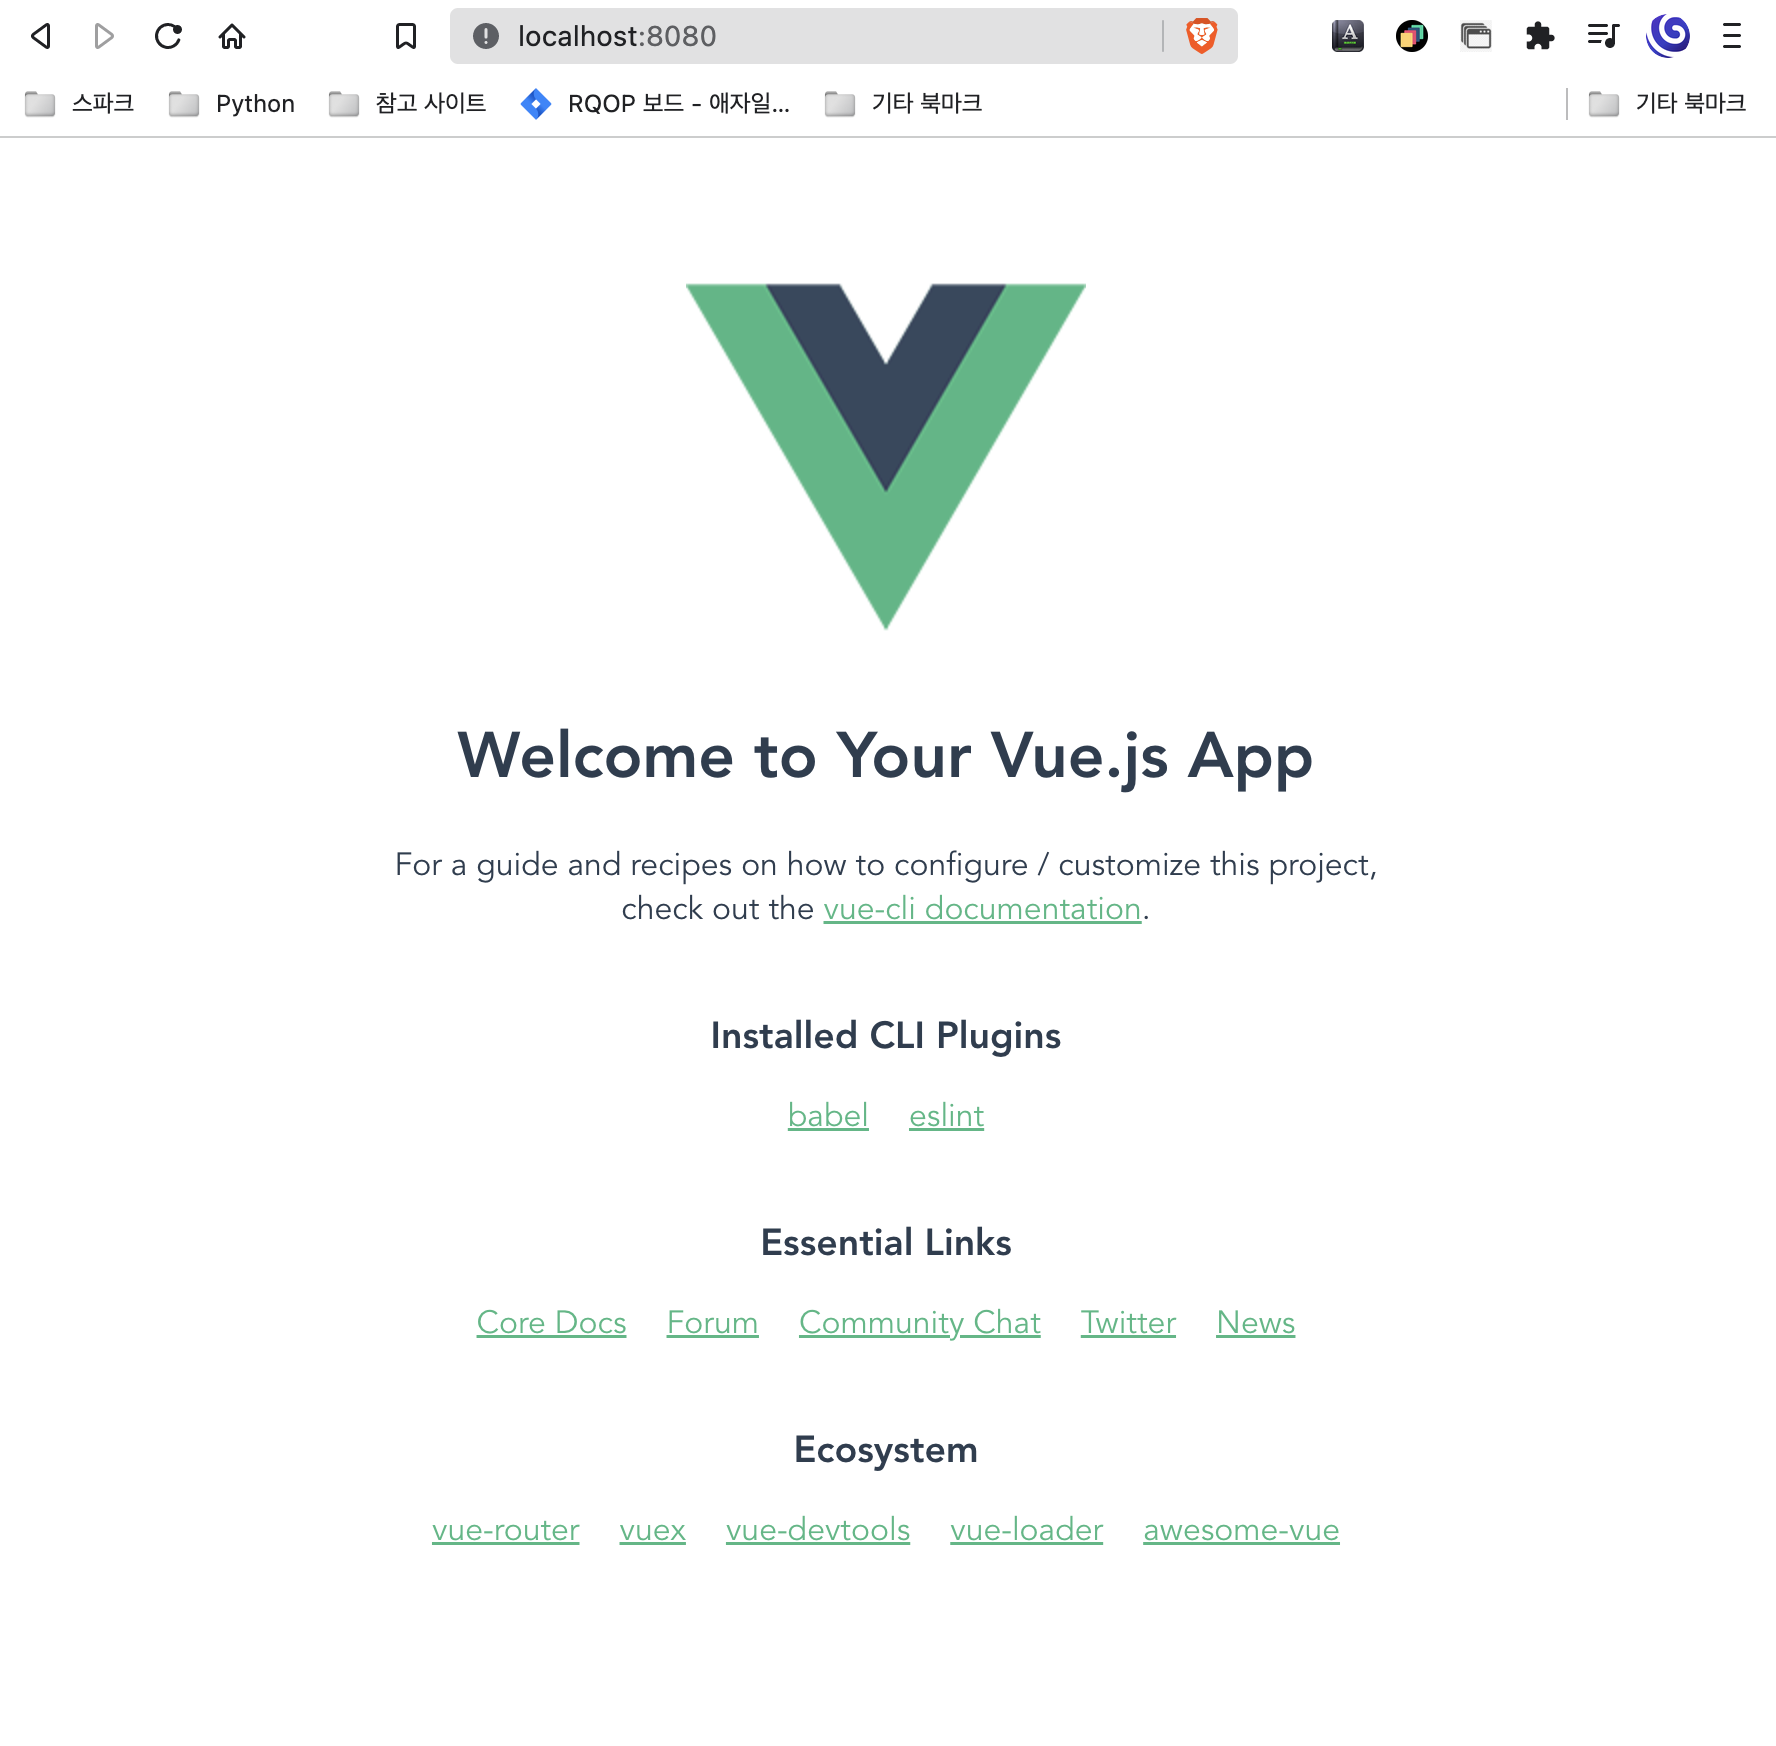 localhost:8080
스파크 Python 참고 사이트 RQOP 보드 - 애자일... 기타 북마크 기타 북마크
Welcome to Your Vue.js App
For a guide and recipes on how to configure / customize this project,
check out the vue-cli documentation.
Installed CLI Plugins
babel eslint
Essential Links
Core Docs Forum Community Chat Twitter News
Ecosystem
vue-router vuex vue-devtools vue-loader awesome-vue